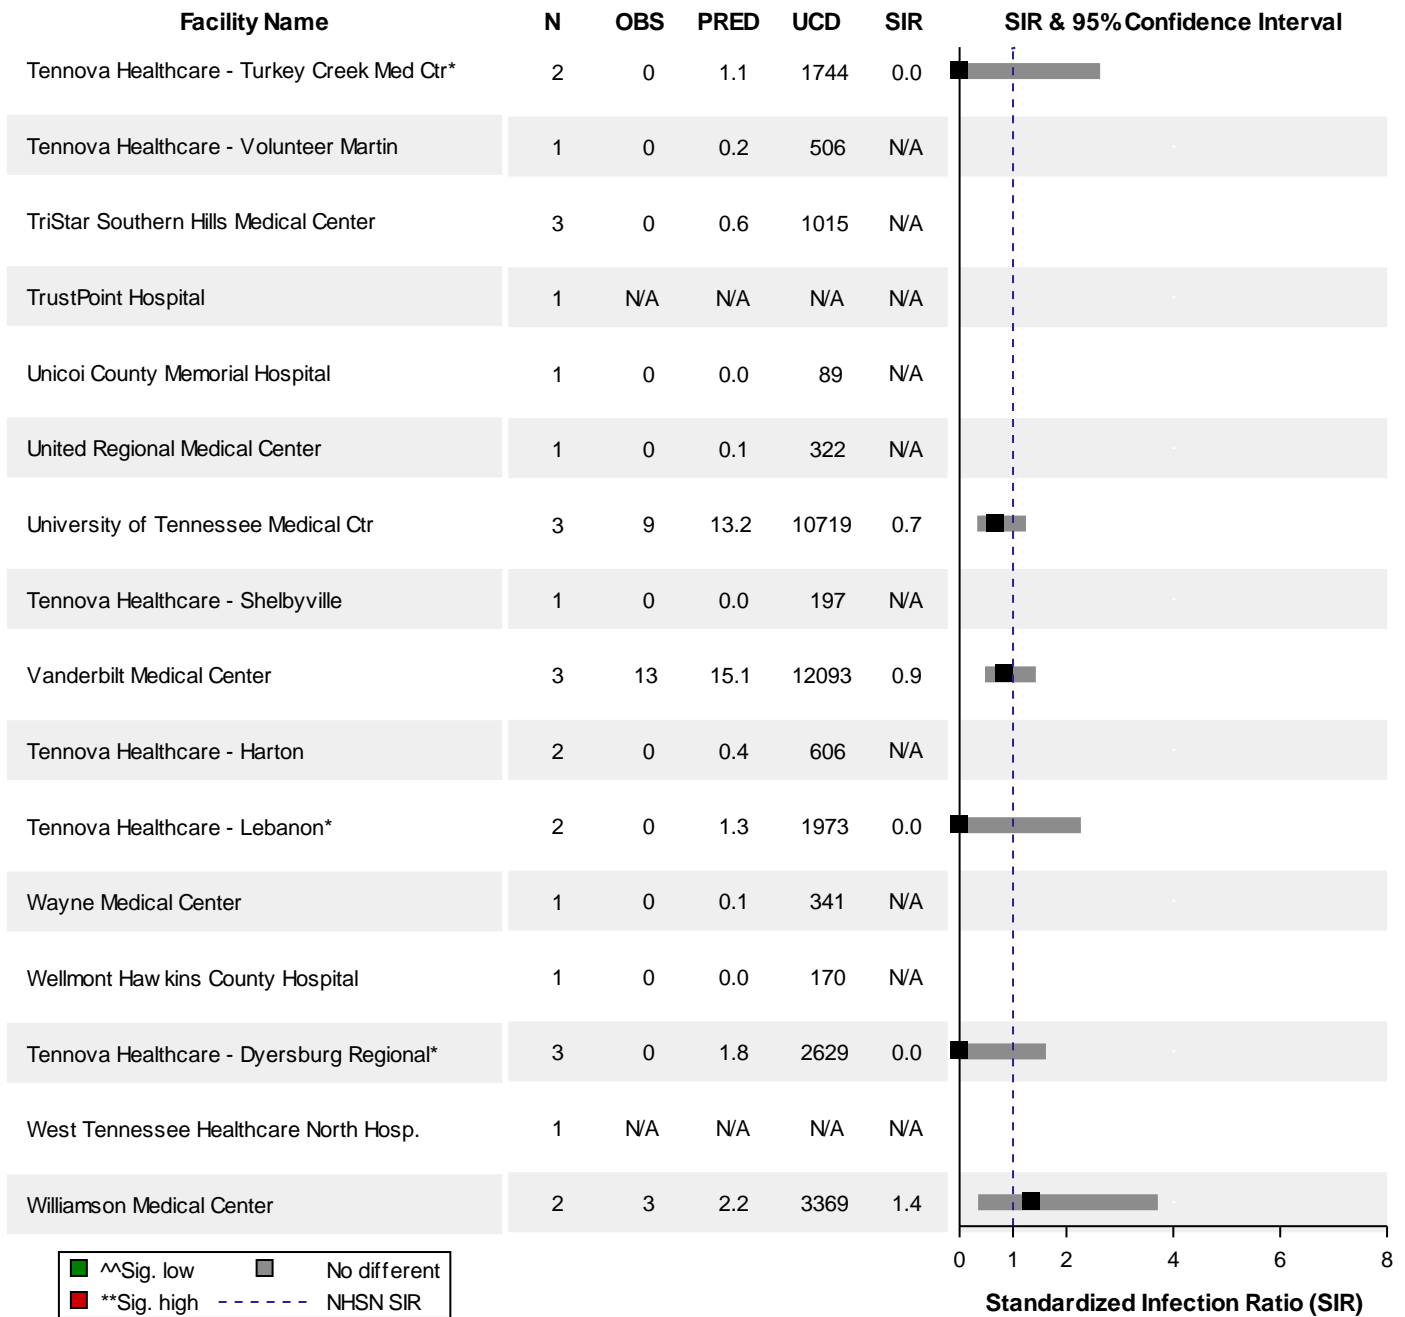 Facility Name N OBS PRED UCD SIR SIR & 95% Confidence Interval
Tennova Healthcare - Turkey Creek Med Ctr* 2 0 1.1 1744 0.0
Tennova Healthcare - Volunteer Martin 1 0 0.2 506 N/A
TriStar Southern Hills Medical Center 3 0 0.6 1015 N/A
TrustPoint Hospital 1 N/A N/A N/A N/A
Unicoi County Memorial Hospital 1 0 0.0 89 N/A
United Regional Medical Center 1 0 0.1 322 N/A
University of Tennessee Medical Ctr 3 9 13.2 10719 0.7
Tennova Healthcare - Shelbyville 1 0 0.0 197 N/A
Vanderbilt Medical Center 3 13 15.1 12093 0.9
Tennova Healthcare - Harton 2 0 0.4 606 N/A
Tennova Healthcare - Lebanon* 2 0 1.3 1973 0.0
Wayne Medical Center 1 0 0.1 341 N/A
Wellmont Hawkins County Hospital 1 0 0.0 170 N/A
Tennova Healthcare - Dyersburg Regional* 3 0 1.8 2629 0.0
West Tennessee Healthcare North Hosp. 1 N/A N/A N/A N/A
Williamson Medical Center 2 3 2.2 3369 1.4
0 1 2 4 6 8
Standardized Infection Ratio (SIR)
^^Sig. low No different
**Sig. high NHSN SIR